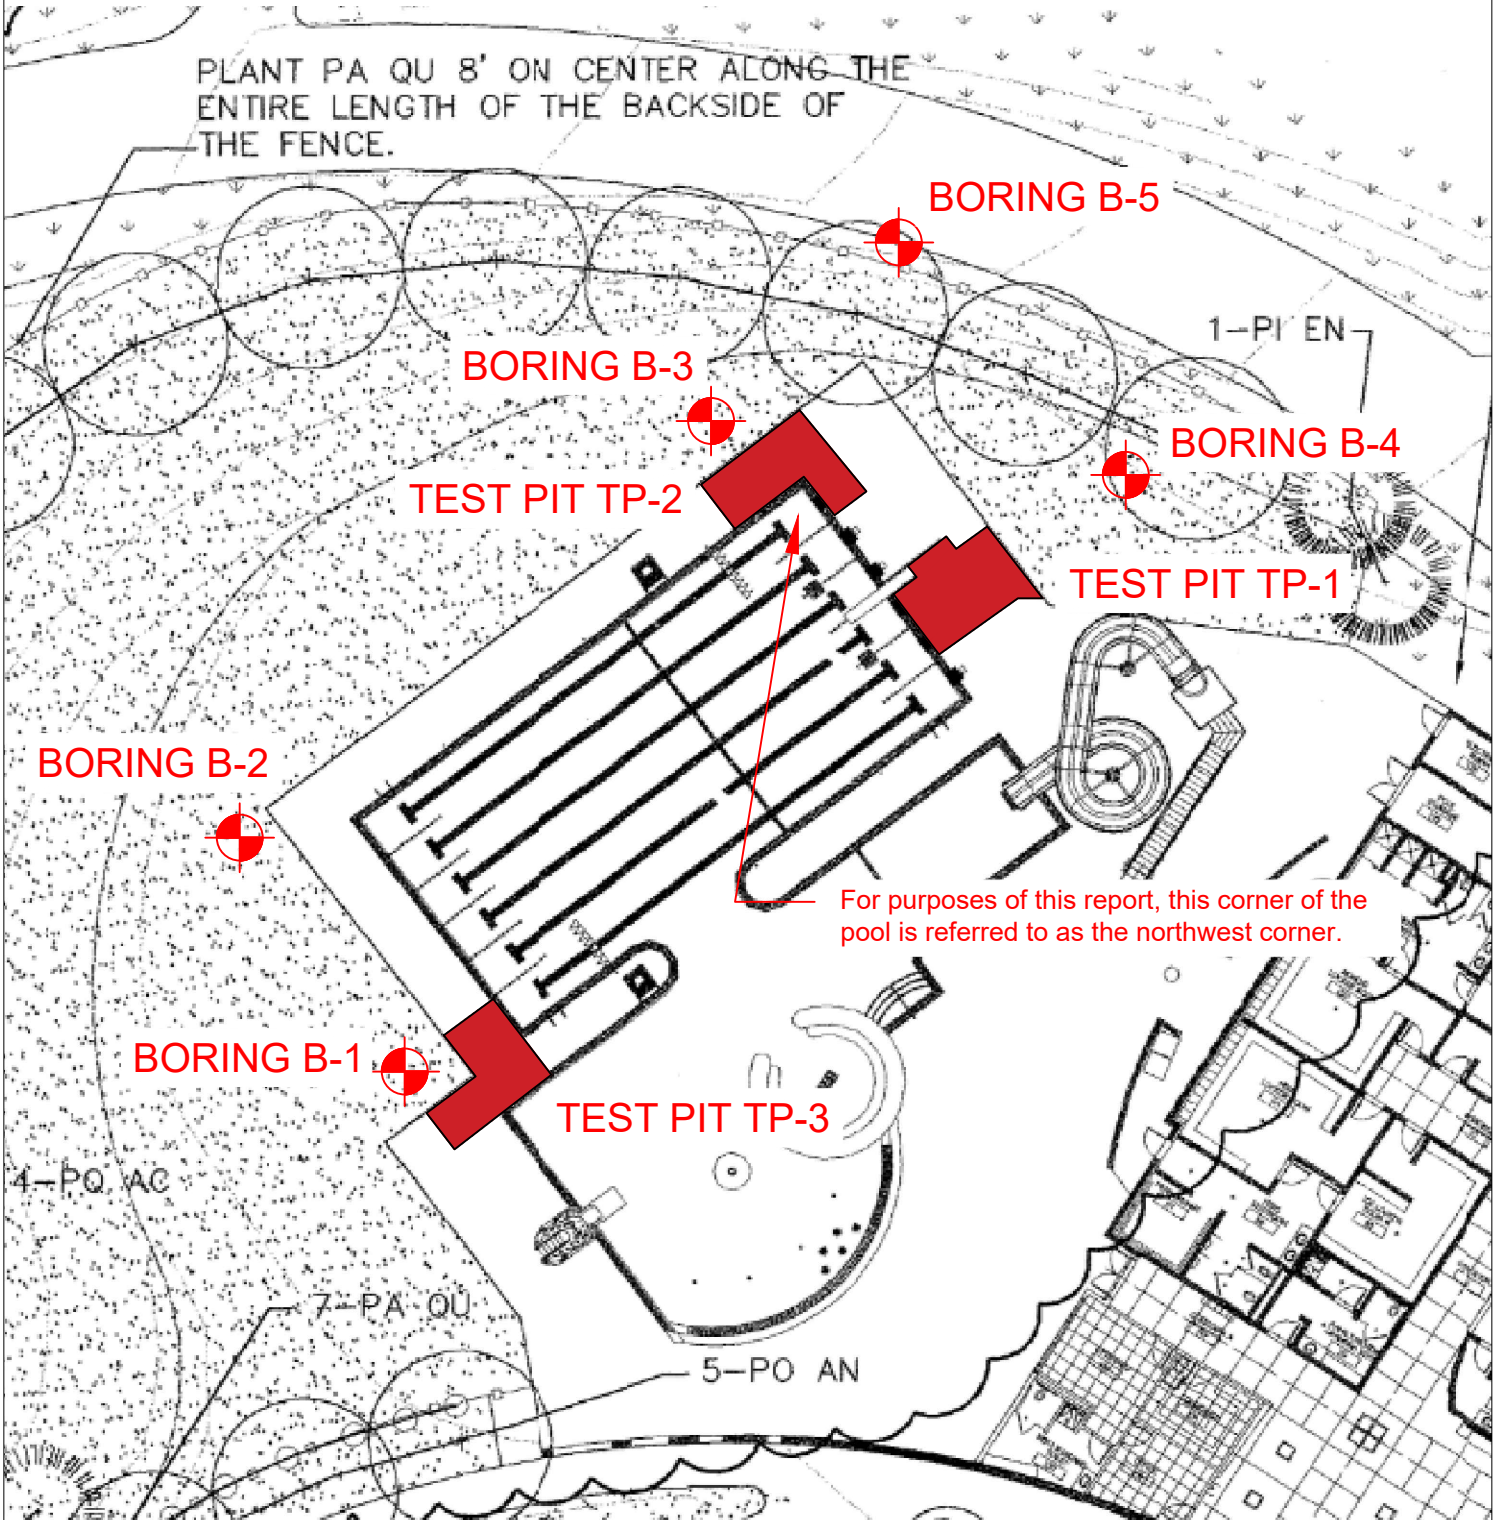 PLANT PA QU 8' ON CENTER ALONG THE
ENTIRE LENGTH OF THE BACKSIDE OF
THE FENCE.
BORING B-5
1-PI EN
BORING B-3
BORING B-4
TEST PIT TP-2
TEST PIT TP-1
BORING B-2
For purposes of this report, this corner of the
pool is referred to as the northwest corner.
BORING B-1
TEST PIT TP-3
4-PO AC
7-PA QU
5-PO AN